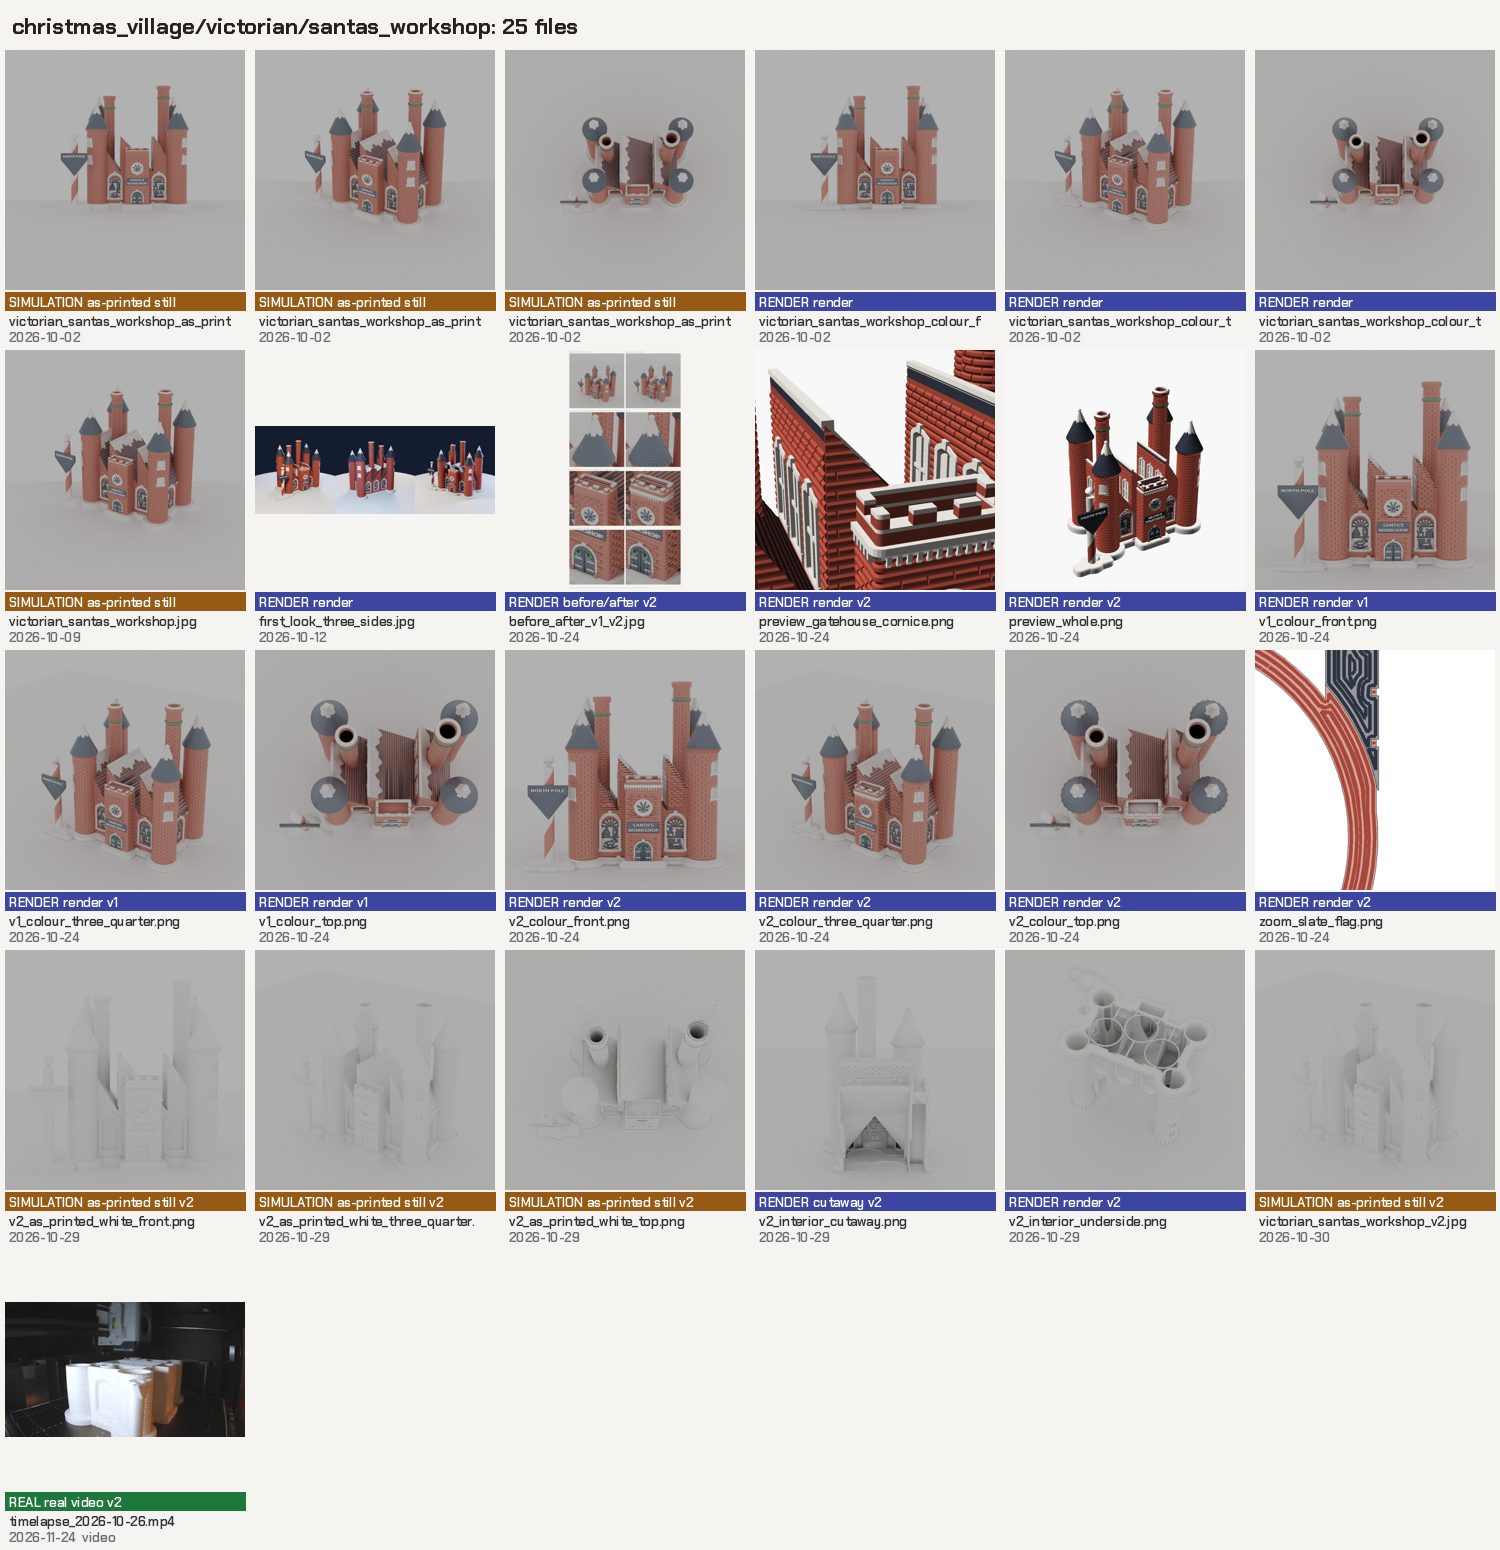 christmas_village/victorian/santas_workshop: 25 files
SIMULATION as-printed still
victorian_santas_workshop_as_print
2026-10-02
SIMULATION as-printed still
victorian_santas_workshop_as_print
2026-10-02
SIMULATION as-printed still
victorian_santas_workshop_as_print
2026-10-02
RENDER render
victorian_santas_workshop_colour_f
2026-10-02
RENDER render
victorian_santas_workshop_colour_t
2026-10-02
RENDER render
victorian_santas_workshop_colour_t
2026-10-02
SIMULATION as-printed still
victorian_santas_workshop.jpg
2026-10-09
RENDER render
first_look_three_sides.jpg
2026-10-12
RENDER before/after v2
before_after_v1_v2.jpg
2026-10-24
RENDER render v2
preview_gatehouse_cornice.png
2026-10-24
RENDER render v2
preview_whole.png
2026-10-24
NORTH POLE
SANTA'S
WORKSHOP
RENDER render v1
v1_colour_front.png
2026-10-24
RENDER render v1
v1_colour_three_quarter.png
2026-10-24
RENDER render v1
v1_colour_top.png
2026-10-24
NORTH POLE
SANTA'S
WORKSHOP
RENDER render v2
v2_colour_front.png
2026-10-24
RENDER render v2
v2_colour_three_quarter.png
2026-10-24
RENDER render v2
v2_colour_top.png
2026-10-24
RENDER render v2
zoom_slate_flag.png
2026-10-24
SIMULATION as-printed still v2
v2_as_printed_white_front.png
2026-10-29
SIMULATION as-printed still v2
v2_as_printed_white_three_quarter.
2026-10-29
SIMULATION as-printed still v2
v2_as_printed_white_top.png
2026-10-29
RENDER cutaway v2
v2_interior_cutaway.png
2026-10-29
RENDER render v2
v2_interior_underside.png
2026-10-29
SIMULATION as-printed still v2
victorian_santas_workshop_v2.jpg
2026-10-30
REAL real video v2
timelapse_2026-10-26.mp4
2026-11-24 video